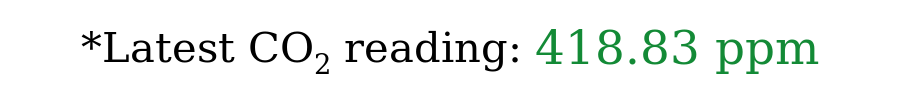 *Latest CO₂ reading: 418.83 ppm